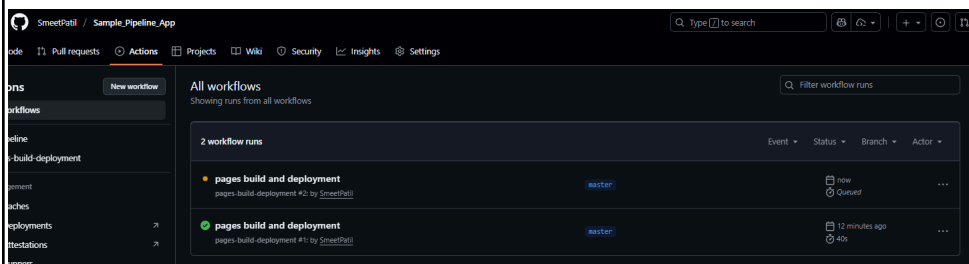 SmeetPatil / Sample_Pipeline_App
Type / to search
ode Pull requests Actions Projects Wiki Security Insights Settings
ons New workflow
orkflows
peline
s-build-deployment
gement
aches
eployments
ttestations
All workflows
Showing runs from all workflows
Filter workflow runs
2 workflow runs Event Status Branch Actor
pages build and deployment
pages-build-deployment #2: by SmeetPatil
master
now
Queued
pages build and deployment
pages-build-deployment #1: by SmeetPatil
master
12 minutes ago
40s